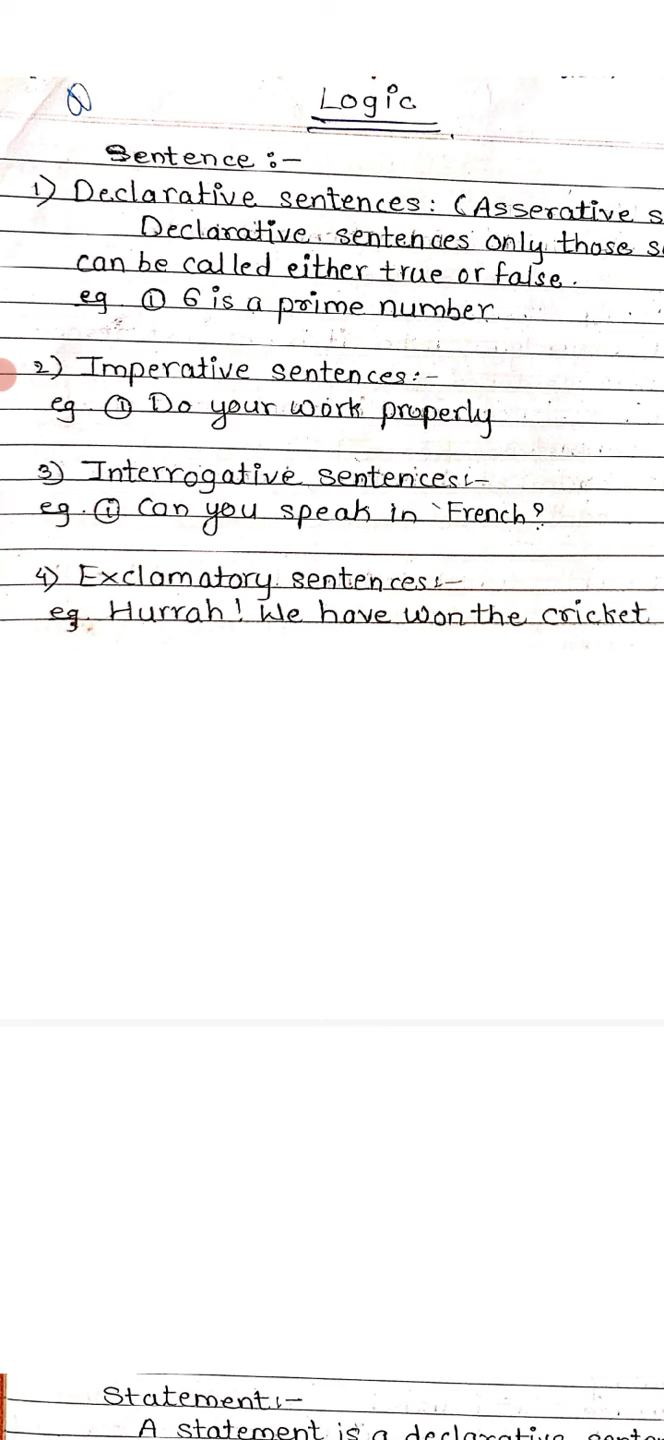 Logic
Sentence :-
1) Declarative sentences: (Asserative s
Declarative sentences only those s
can be called either true or false.
eg ① 6 is a prime number
2) Imperative sentences:-
eg. ① Do your work properly
3) Interrogative sentences:-
eg. ① Can you speak in `French?
4) Exclamatory sentences:-
eg. Hurrah! We have won the cricket
Statement:-
A statement is a declarative